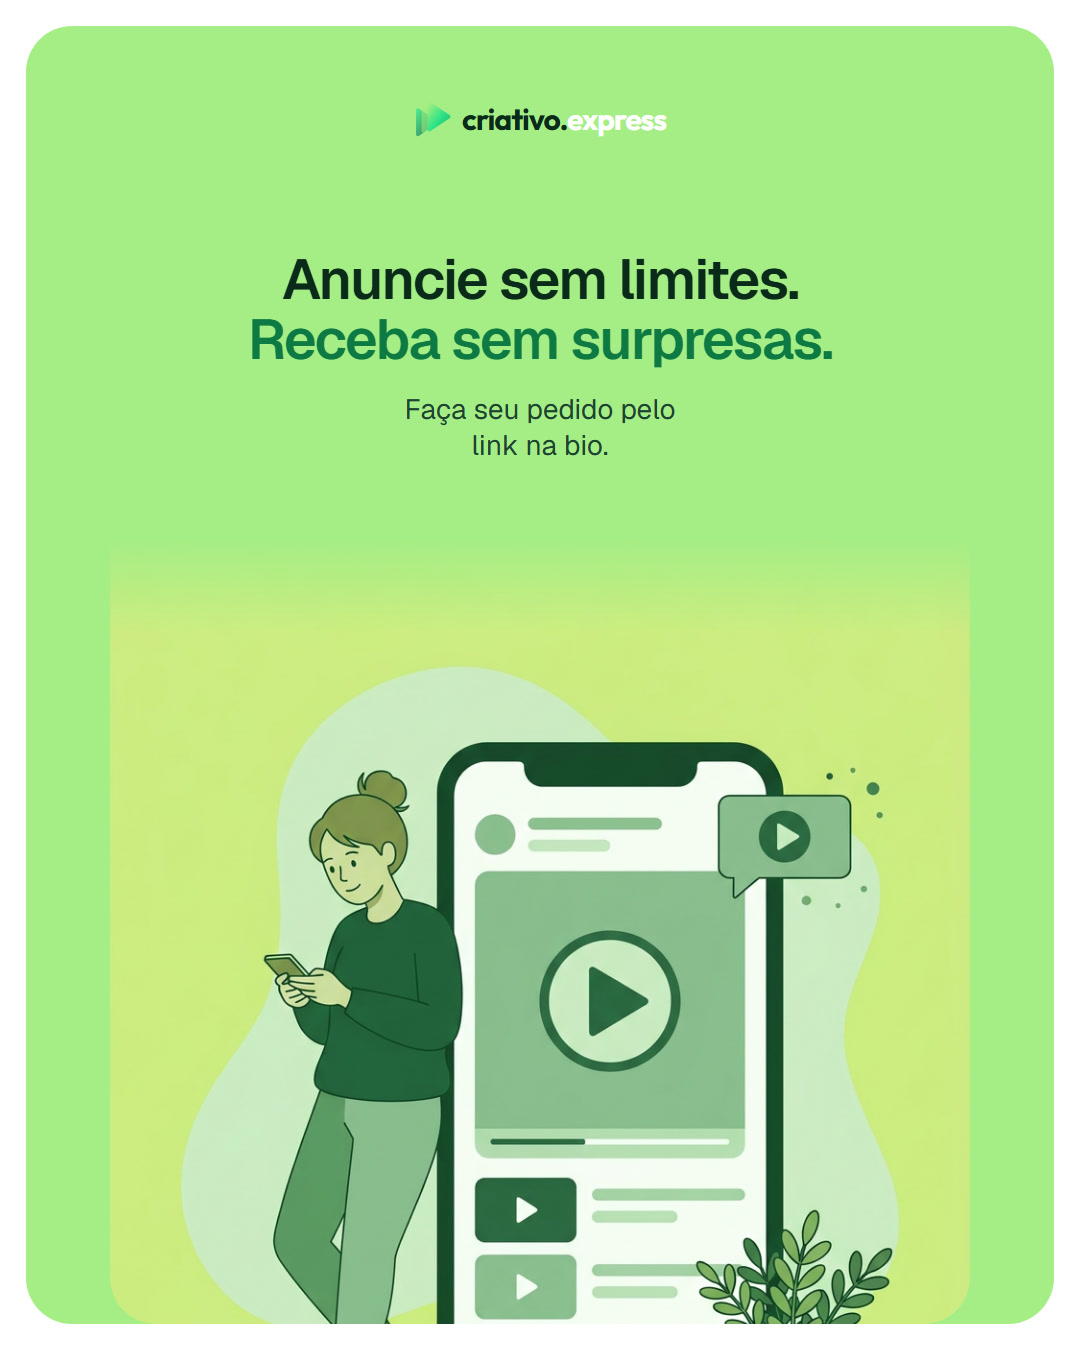 criativo.express
Anuncie sem limites.
Receba sem surpresas.
Faça seu pedido pelo
link na bio.